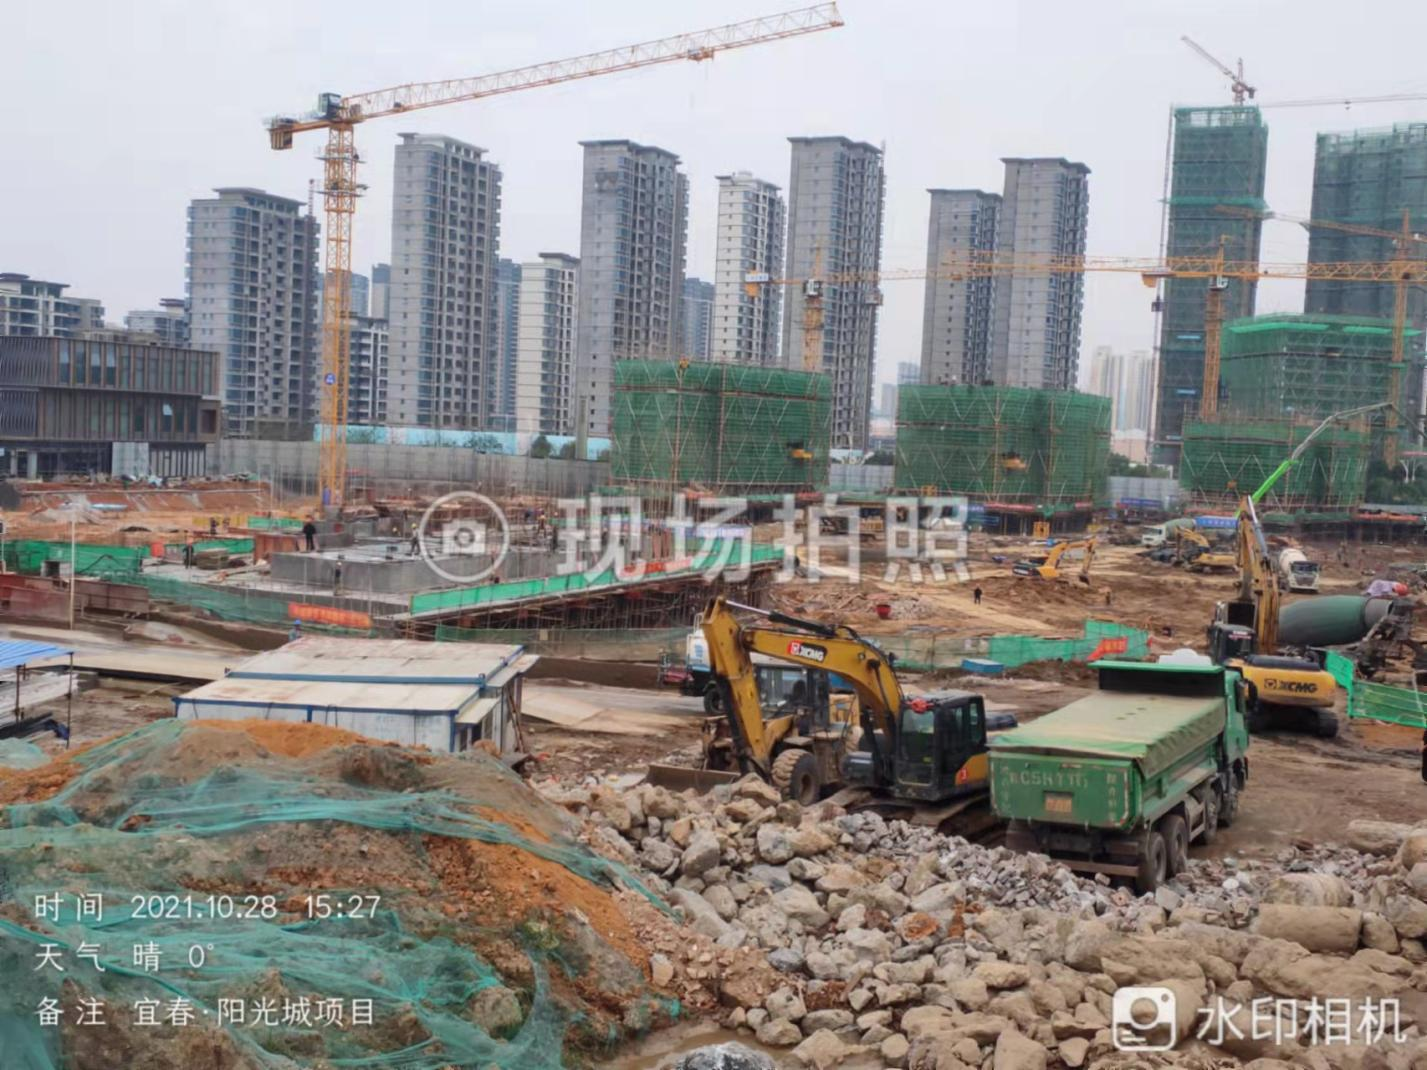 现场拍照
XCMG
XCMG
时间 2021.10.28 15:27
天气 晴 0°
备注 宜春·阳光城项目
水印相机